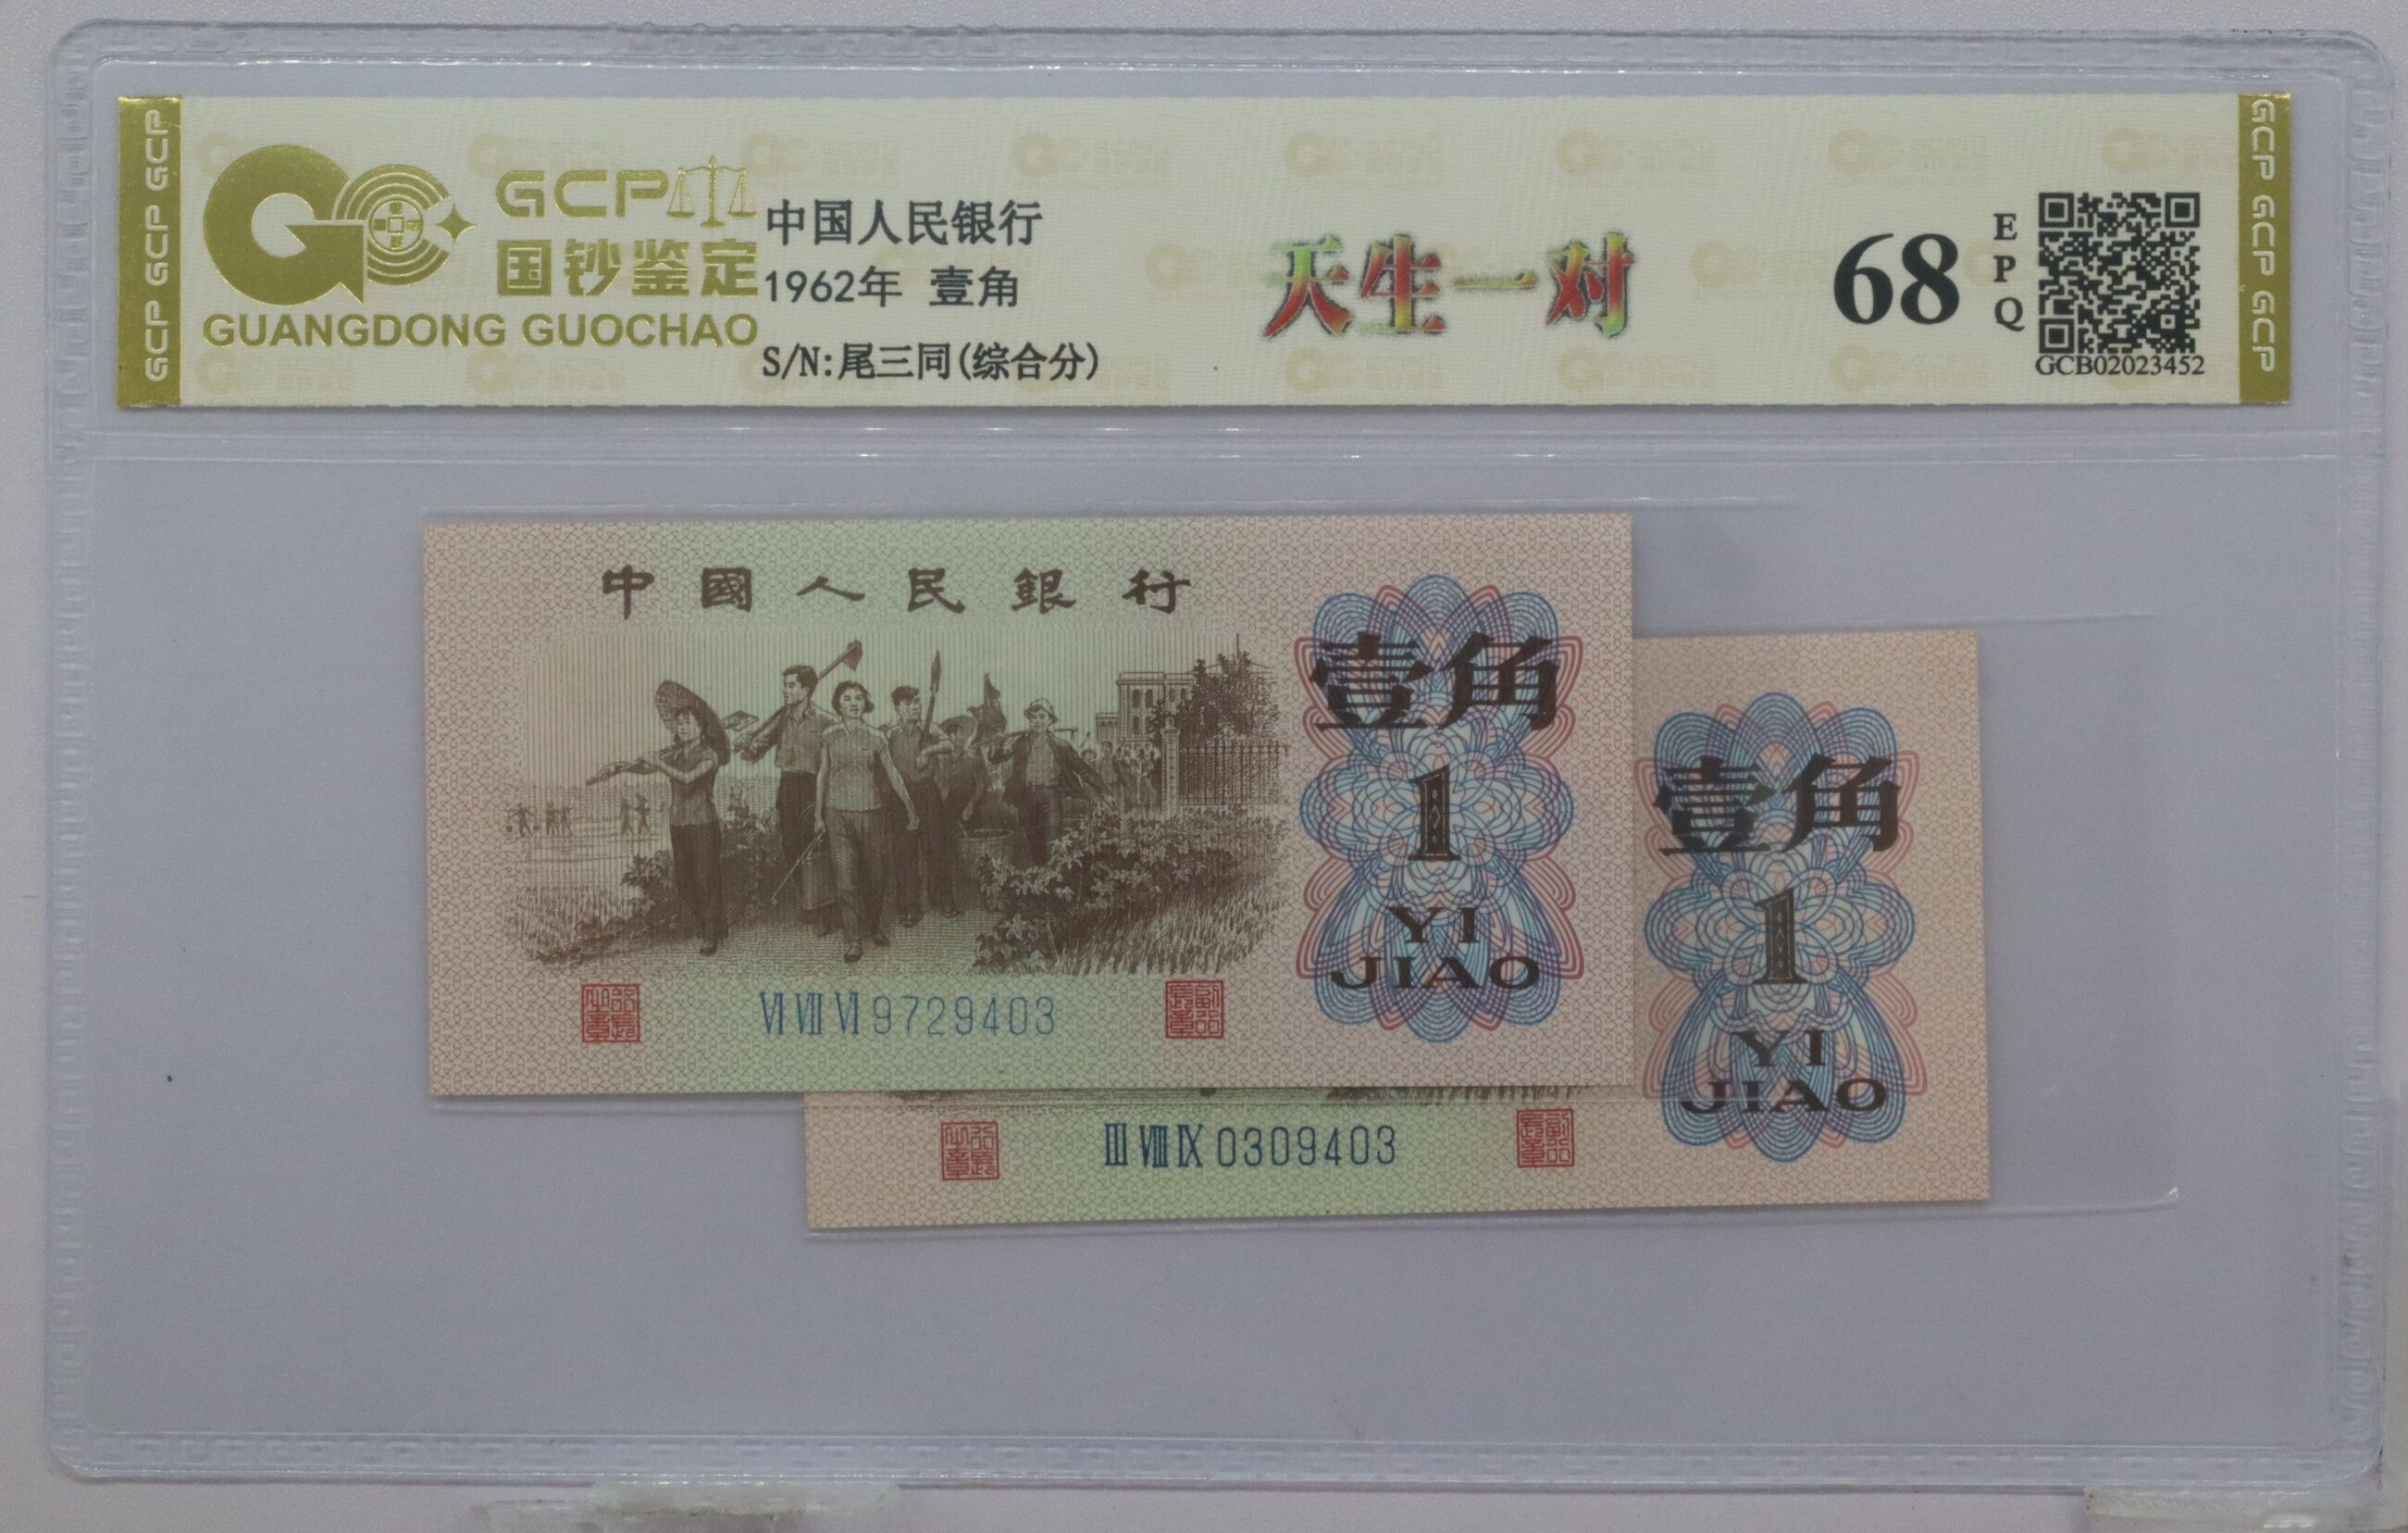 GCP GCP GCP
GCP
国钞鉴定
GUANGDONG GUOCHAO
中国人民银行
1962年 壹角
S/N:尾三同(综合分)
天生一对
68
EPQ
GCB02023452
GCP GCP GCP
中國人民銀行
壹角
1
YI
JIAO
VI VII VI 9729403
壹角
1
YI
JIAO
III VIII IX 0309403